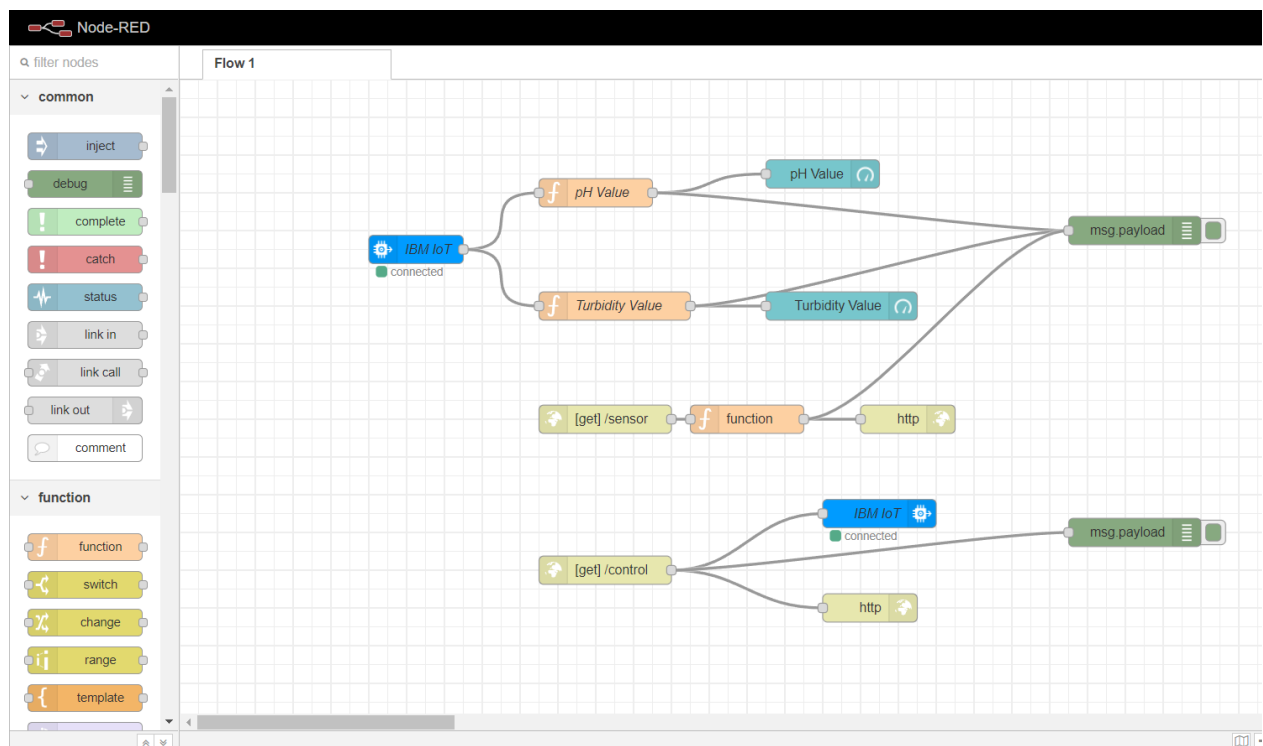 Node-RED
filter nodes
Flow 1
common
inject
debug
complete
catch
status
link in
link call
link out
comment
function
function
switch
change
range
template
pH Value
pH Value
msg.payload
IBM IoT
connected
Turbidity Value
Turbidity Value
[get] /sensor
function
http
IBM IoT
connected
msg.payload
[get] /control
http